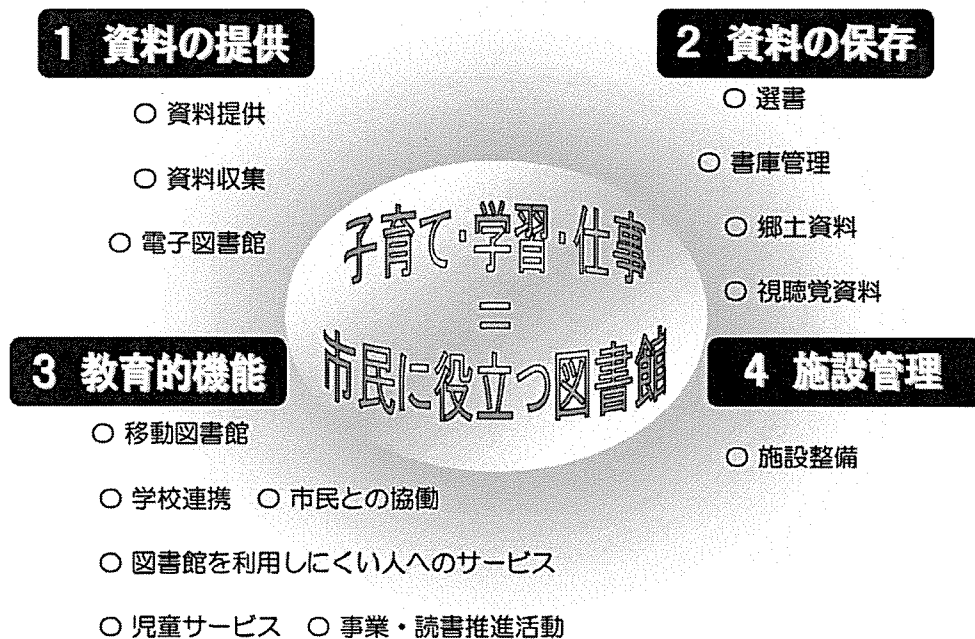 1 資料の提供
○ 資料提供
○ 資料収集
○ 電子図書館
2 資料の保存
○ 選書
○ 書庫管理
○ 郷土資料
○ 視聴覚資料
子育て・学習・仕事
=
市民に役立つ図書館
3 教育的機能
○ 移動図書館
○ 学校連携 ○ 市民との協働
○ 図書館を利用しにくい人へのサービス
○ 児童サービス ○ 事業・読書推進活動
4 施設管理
○ 施設整備